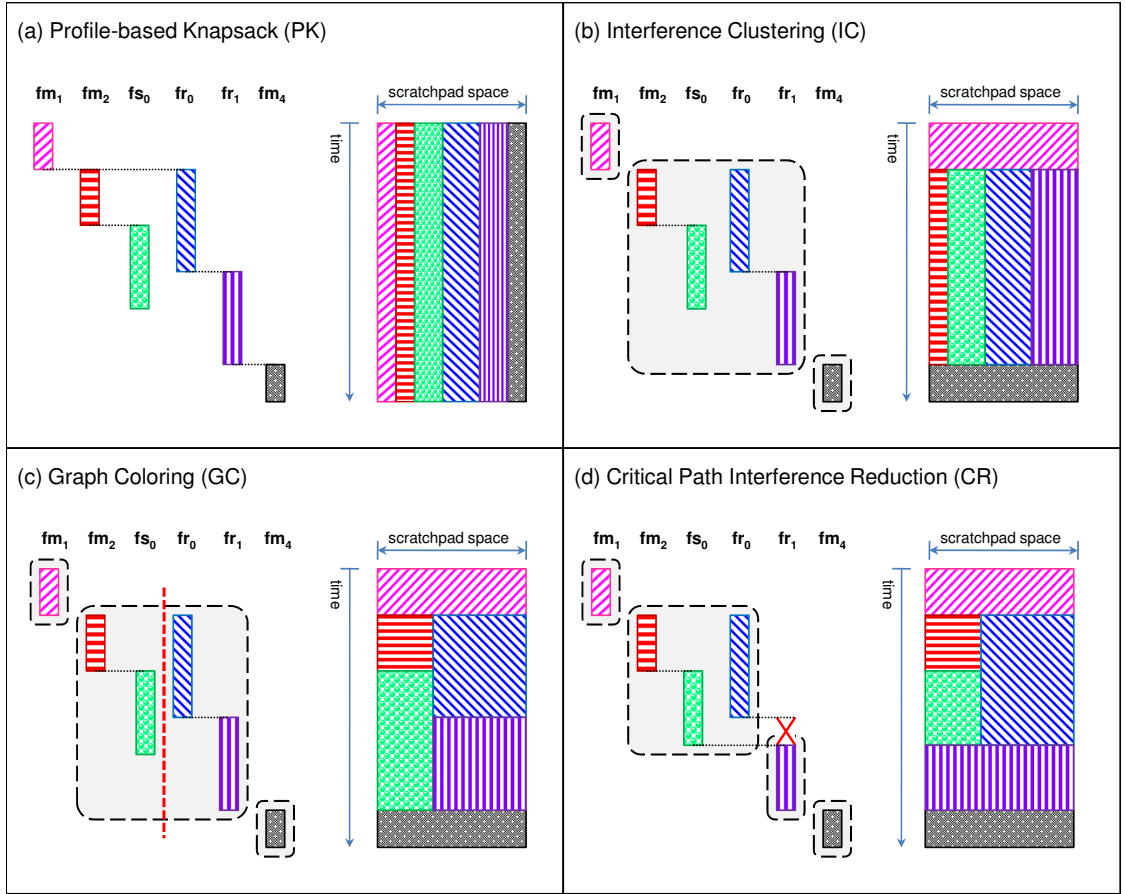 (a) Profile-based Knapsack (PK)
fm1 fm2 fs0 fr0 fr1 fm4
scratchpad space
time
(b) Interference Clustering (IC)
fm1 fm2 fs0 fr0 fr1 fm4
scratchpad space
time
(c) Graph Coloring (GC)
fm1 fm2 fs0 fr0 fr1 fm4
scratchpad space
time
(d) Critical Path Interference Reduction (CR)
fm1 fm2 fs0 fr0 fr1 fm4
scratchpad space
time